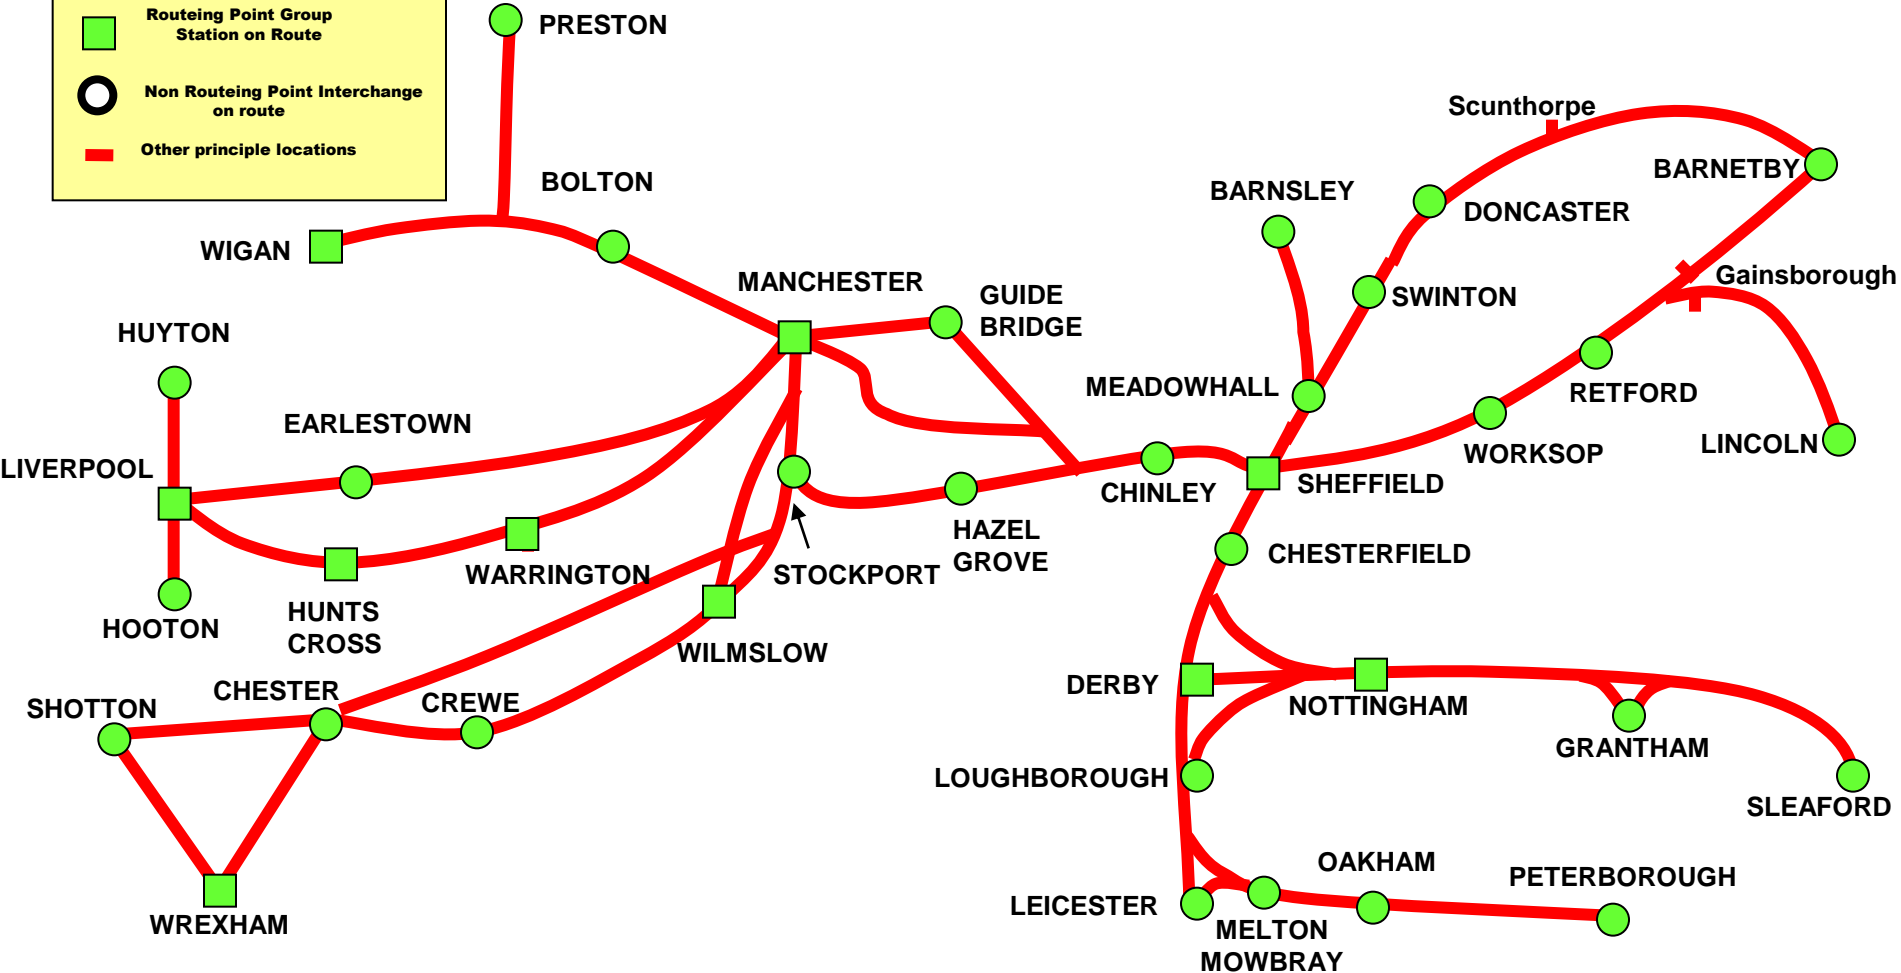 Routeing Point Group
Station on Route
Non Routeing Point Interchange
on route
Other principle locations
PRESTON
BOLTON
WIGAN
MANCHESTER
GUIDE
BRIDGE
HUYTON
EARLESTOWN
LIVERPOOL
HOOTON
HUNTS
CROSS
WARRINGTON
STOCKPORT
HAZEL
GROVE
WILMSLOW
CHESTER
CREWE
SHOTTON
WREXHAM
Scunthorpe
BARNETBY
BARNSLEY
DONCASTER
Gainsborough
SWINTON
MEADOWHALL
RETFORD
WORKSOP
LINCOLN
CHINLEY
SHEFFIELD
CHESTERFIELD
DERBY
NOTTINGHAM
GRANTHAM
LOUGHBOROUGH
SLEAFORD
OAKHAM
PETERBOROUGH
LEICESTER
MELTON
MOWBRAY